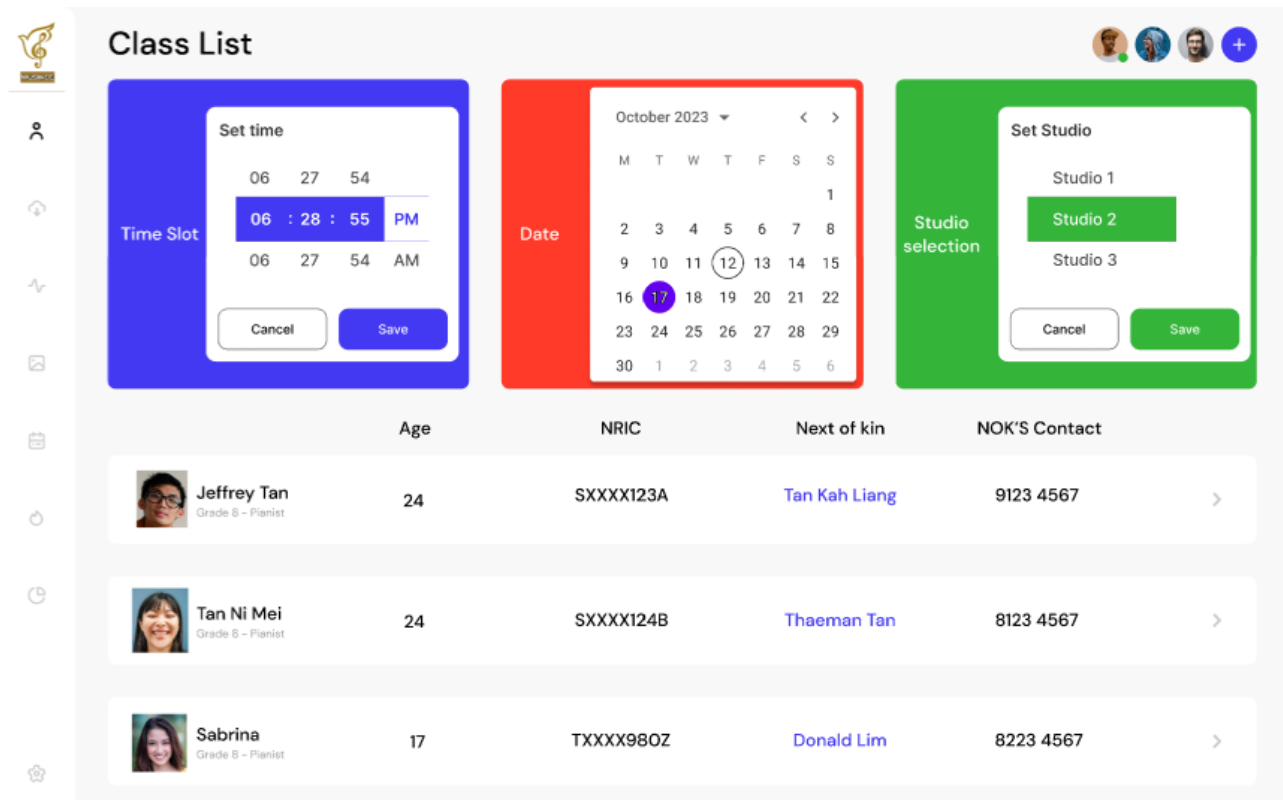 Class List
Time Slot
Set time
06 27 54
06 : 28 : 55 PM
06 27 54 AM
Cancel Save
Date
October 2023
M T W T F S S
1
2 3 4 5 6 7 8
9 10 11 12 13 14 15
16 17 18 19 20 21 22
23 24 25 26 27 28 29
30 1 2 3 4 5 6
Studio
selection
Set Studio
Studio 1
Studio 2
Studio 3
Cancel Save
Age NRIC Next of kin NOK'S Contact
Jeffrey Tan 24 SXXXX123A Tan Kah Liang 9123 4567
Grade 8 - Pianist
Tan Ni Mei 24 SXXXX124B Thaeman Tan 8123 4567
Grade 8 - Pianist
Sabrina 17 TXXXX980Z Donald Lim 8223 4567
Grade 8 - Pianist